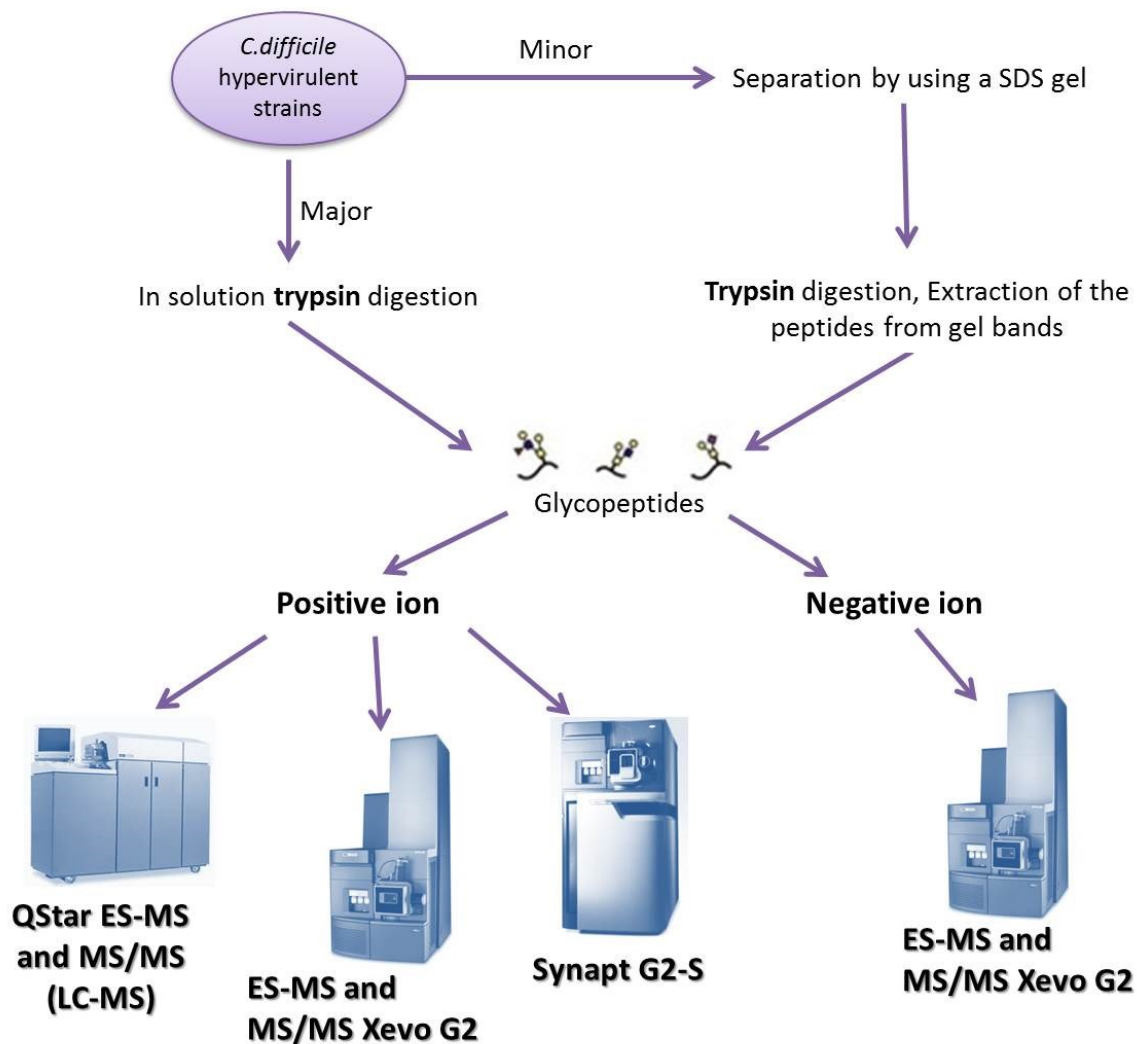 C.difficile
hypervirulent
strains
Minor
Separation by using a SDS gel
Major
In solution trypsin digestion
Trypsin digestion, Extraction of the
peptides from gel bands
Glycopeptides
Positive ion
Negative ion
QStar ES-MS
and MS/MS
(LC-MS)
ES-MS and
MS/MS Xevo G2
Synapt G2-S
ES-MS and
MS/MS Xevo G2